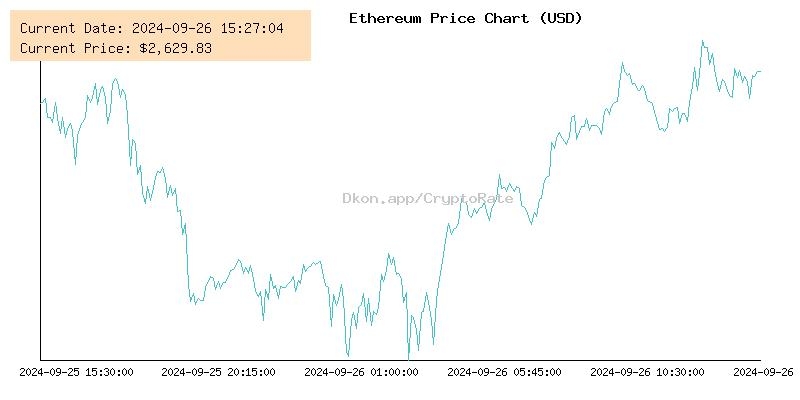 Ethereum Price Chart (USD)
Current Date: 2024-09-26 15:27:04
Current Price: $2,629.83
Dkon.app/CryptoRate
2024-09-25 15:30:00 2024-09-25 20:15:00 2024-09-26 01:00:00 2024-09-26 05:45:00 2024-09-26 10:30:00 2024-09-26